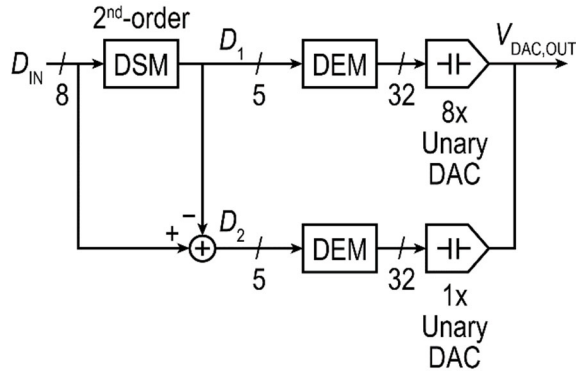 2nd-order
DIN
8
DSM
D1
5
DEM
32
8x
Unary
DAC
VDAC,OUT
−
+
+
D2
5
DEM
32
1x
Unary
DAC